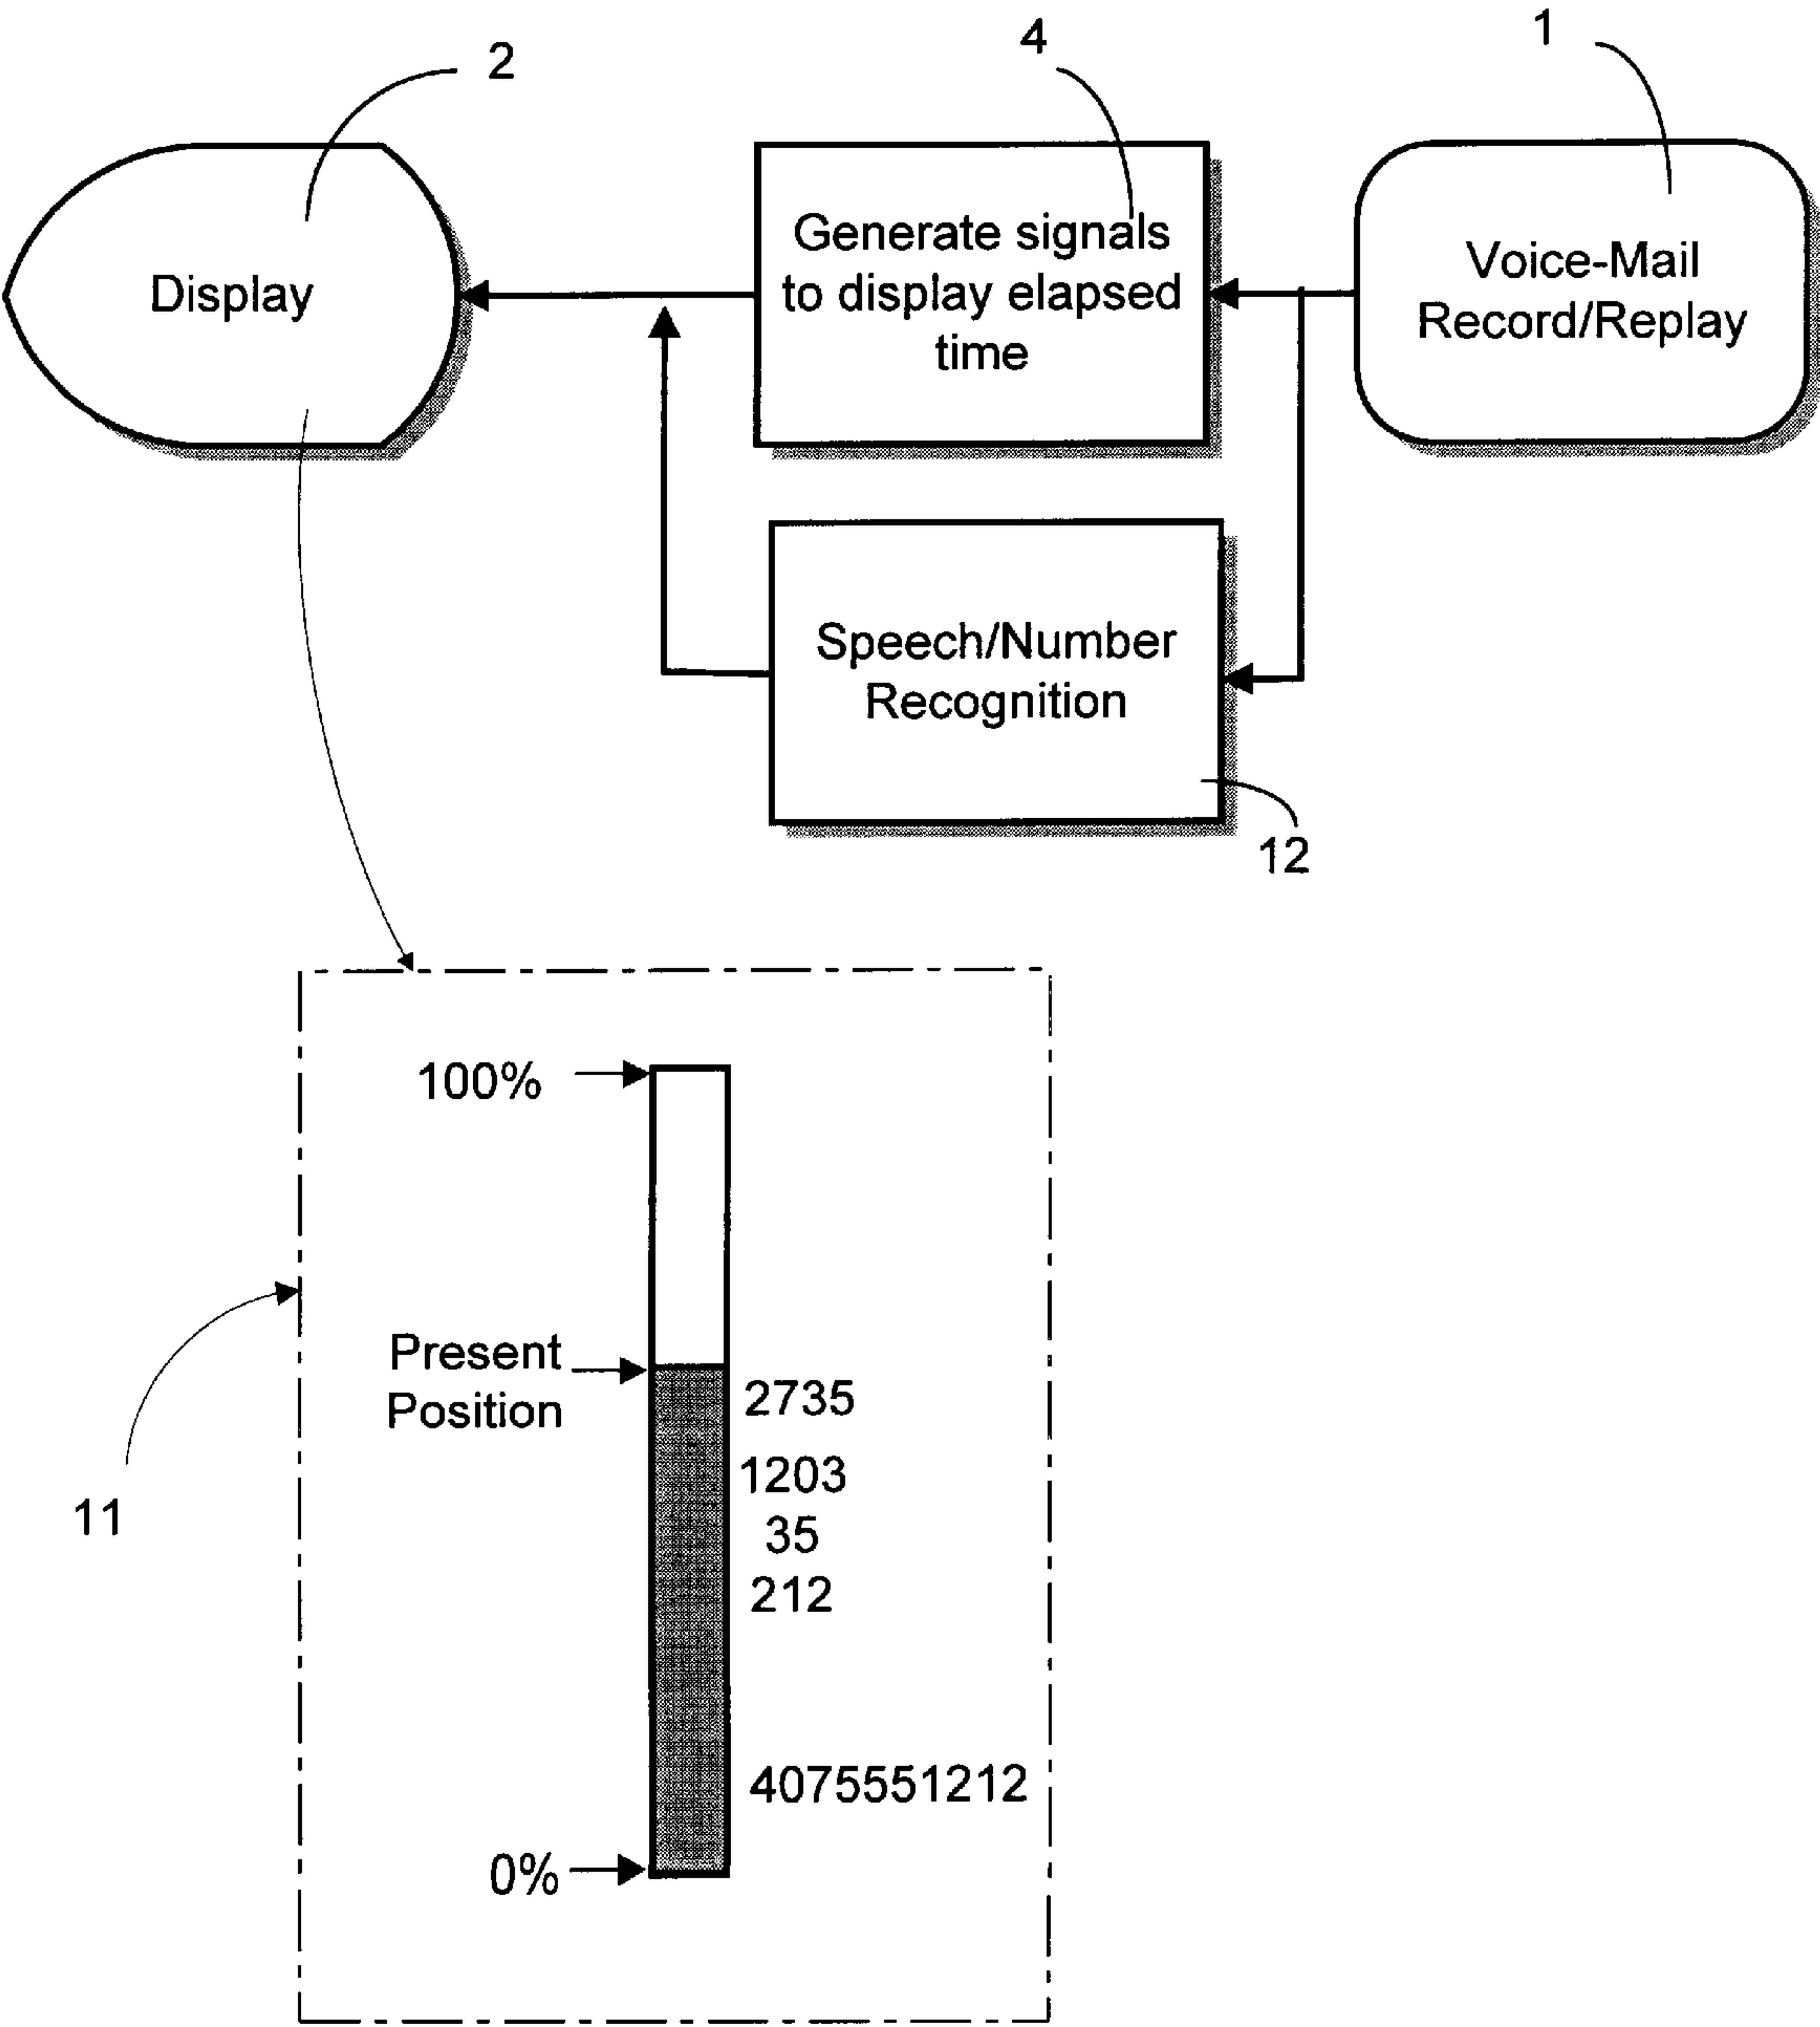 2
4
1
Display
Generate signals
to display elapsed
time
Voice-Mail
Record/Replay
Speech/Number
Recognition
12
100%
Present
Position
2735
1203
35
212
11
4075551212
0%